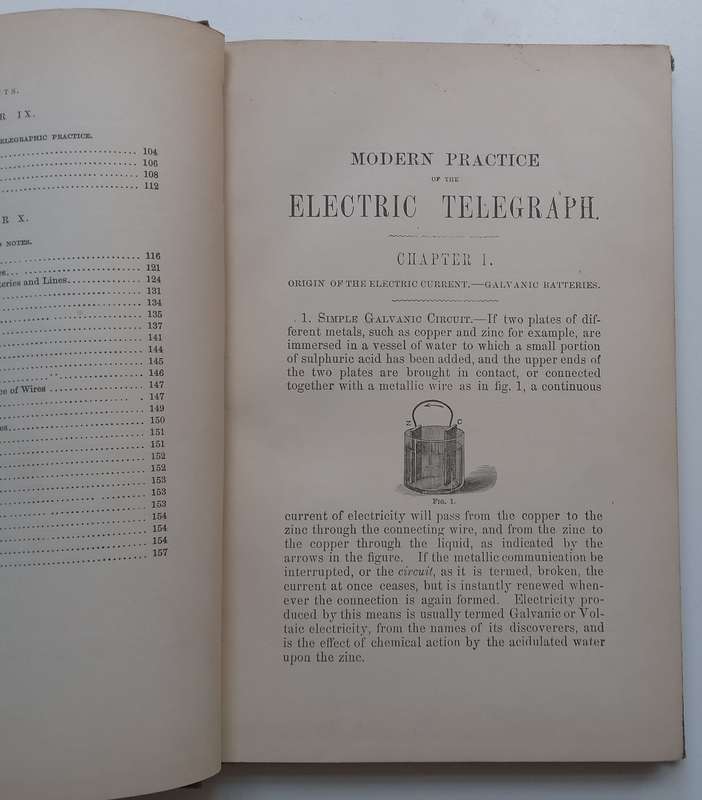 TS.
R IX.
ELEGRAPHIC PRACTICE.
104
106
108
112
R X.
NOTES.
116
es 121
teries and Lines 124
131
134
135
137
141
144
145
146
ce of Wires 147
147
149
es 150
151
151
152
152
153
153
153
154
154
154
157
MODERN PRACTICE
OF THE
ELECTRIC TELEGRAPH.
CHAPTER I.
ORIGIN OF THE ELECTRIC CURRENT.—GALVANIC BATTERIES.
1. SIMPLE GALVANIC CIRCUIT.—If two plates of dif-
ferent metals, such as copper and zinc for example, are
immersed in a vessel of water to which a small portion
of sulphuric acid has been added, and the upper ends of
the two plates are brought in contact, or connected
together with a metallic wire as in fig. 1, a continuous
Z C
FIG. 1.
current of electricity will pass from the copper to the
zinc through the connecting wire, and from the zinc to
the copper through the liquid, as indicated by the
arrows in the figure. If the metallic communication be
interrupted, or the circuit, as it is termed, broken, the
current at once ceases, but is instantly renewed when-
ever the connection is again formed. Electricity pro-
duced by this means is usually termed Galvanic or Vol-
taic electricity, from the names of its discoverers, and
is the effect of chemical action by the acidulated water
upon the zinc.